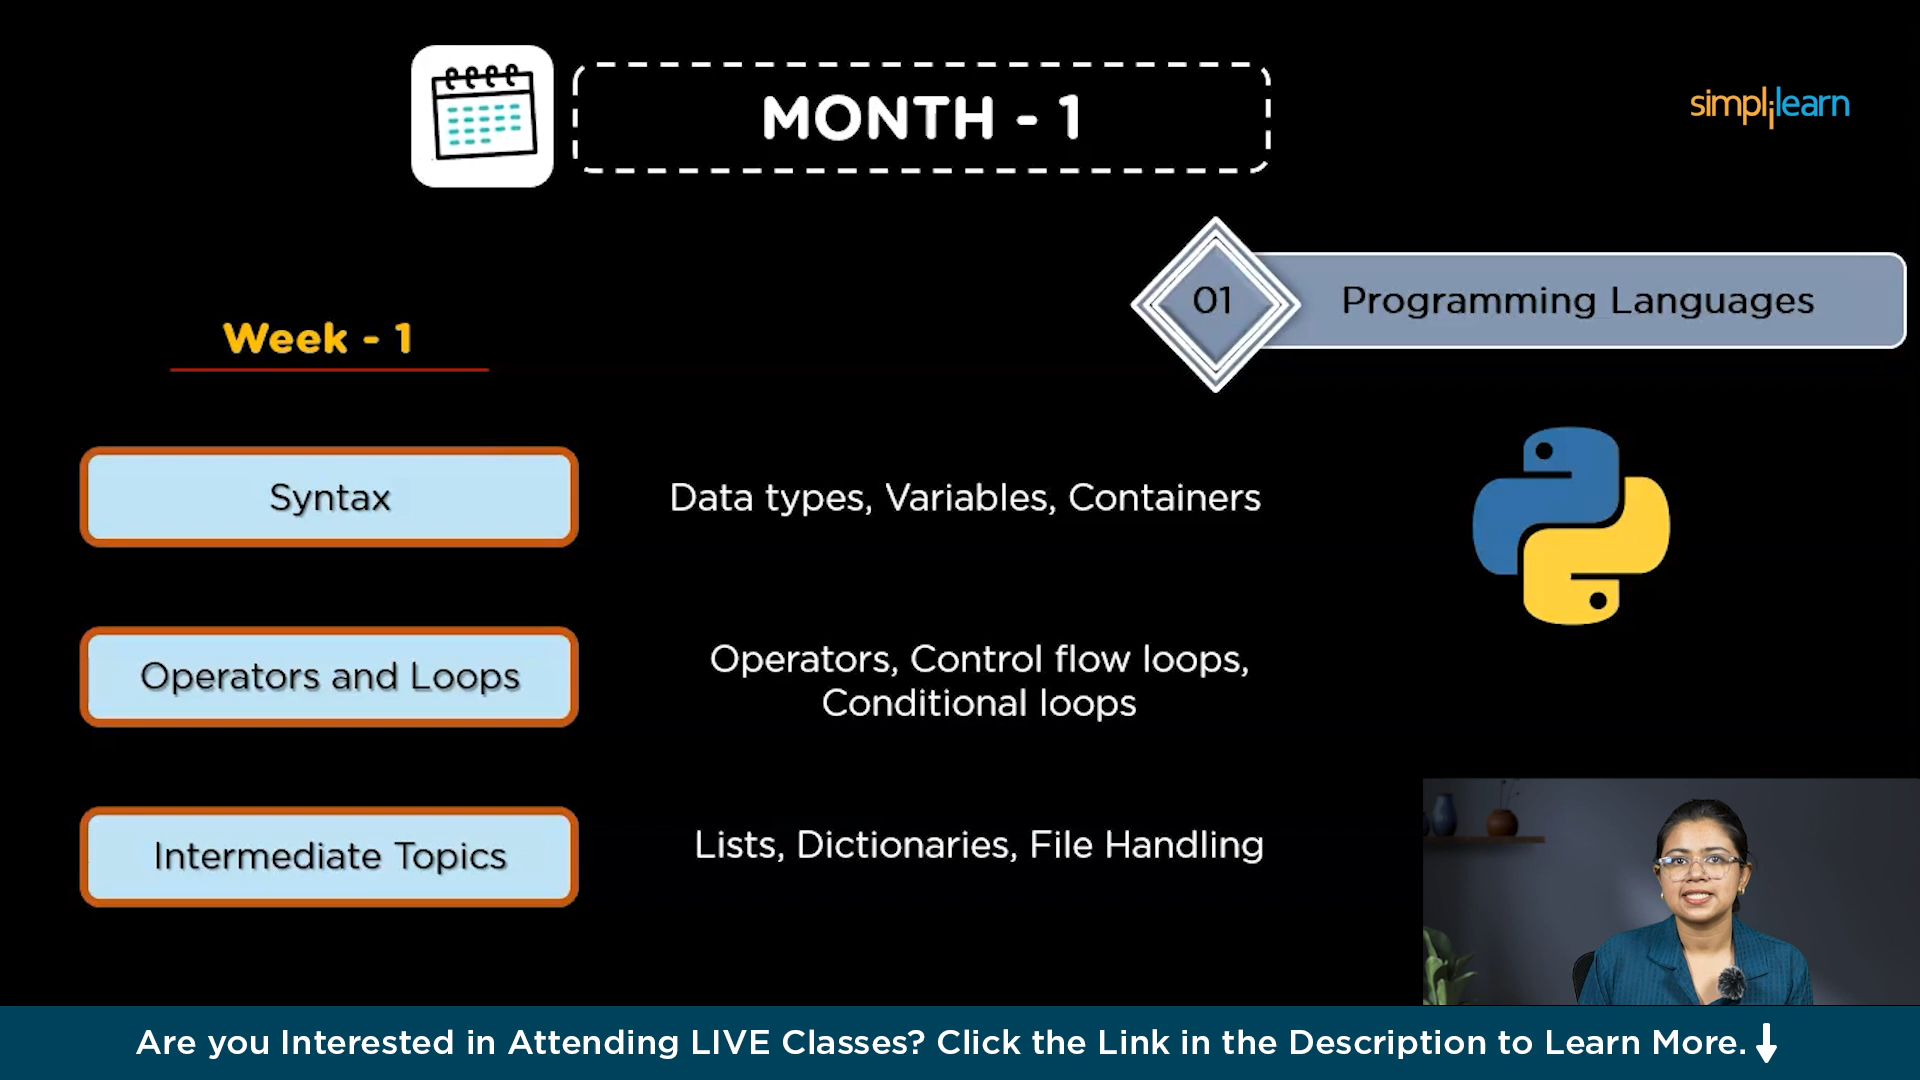 MONTH - 1
simplilearn
01
Programming Languages
Week - 1
Syntax
Data types, Variables, Containers
Operators and Loops
Operators, Control flow loops,
Conditional loops
Intermediate Topics
Lists, Dictionaries, File Handling
Are you Interested in Attending LIVE Classes? Click the Link in the Description to Learn More.